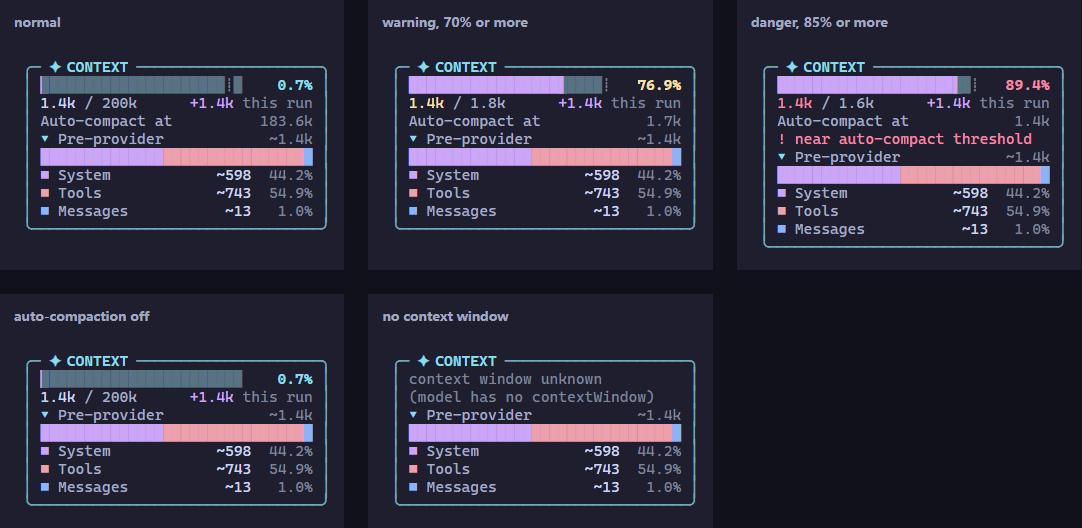 normal
✦ CONTEXT
0.7%
1.4k / 200k +1.4k this run
Auto-compact at 183.6k
▾ Pre-provider ~1.4k
■ System ~598 44.2%
■ Tools ~743 54.9%
■ Messages ~13 1.0%
warning, 70% or more
✦ CONTEXT
76.9%
1.4k / 1.8k +1.4k this run
Auto-compact at 1.7k
▾ Pre-provider ~1.4k
■ System ~598 44.2%
■ Tools ~743 54.9%
■ Messages ~13 1.0%
danger, 85% or more
✦ CONTEXT
89.4%
1.4k / 1.6k +1.4k this run
Auto-compact at 1.4k
! near auto-compact threshold
▾ Pre-provider ~1.4k
■ System ~598 44.2%
■ Tools ~743 54.9%
■ Messages ~13 1.0%
auto-compaction off
✦ CONTEXT
0.7%
1.4k / 200k +1.4k this run
▾ Pre-provider ~1.4k
■ System ~598 44.2%
■ Tools ~743 54.9%
■ Messages ~13 1.0%
no context window
✦ CONTEXT
context window unknown
(model has no contextWindow)
▾ Pre-provider ~1.4k
■ System ~598 44.2%
■ Tools ~743 54.9%
■ Messages ~13 1.0%